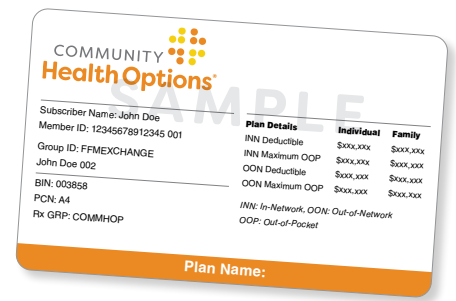 COMMUNITY
Health Options®
SAMPLE
Subscriber Name: John Doe
Member ID: 12345678912345 001
Group ID: FFMEXCHANGE
John Doe 002
BIN: 003858
PCN: A4
Rx GRP: COMMHOP
Plan Details Individual Family
INN Deductible $xxx,xxx $xxx,xxx
INN Maximum OOP $xxx,xxx $xxx,xxx
OON Deductible $xxx,xxx $xxx,xxx
OON Maximum OOP $xxx,xxx $xxx,xxx
INN: In-Network, OON: Out-of-Network
OOP: Out-of-Pocket
Plan Name: